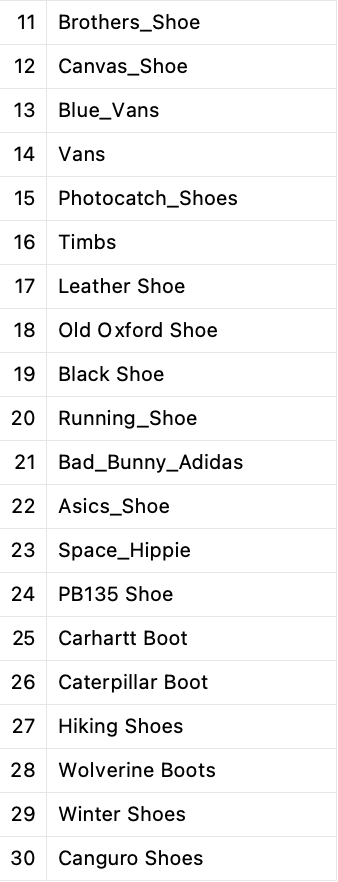 11 Brothers_Shoe
12 Canvas_Shoe
13 Blue_Vans
14 Vans
15 Photocatch_Shoes
16 Timbs
17 Leather Shoe
18 Old Oxford Shoe
19 Black Shoe
20 Running_Shoe
21 Bad_Bunny_Adidas
22 Asics_Shoe
23 Space_Hippie
24 PB135 Shoe
25 Carhartt Boot
26 Caterpillar Boot
27 Hiking Shoes
28 Wolverine Boots
29 Winter Shoes
30 Canguro Shoes